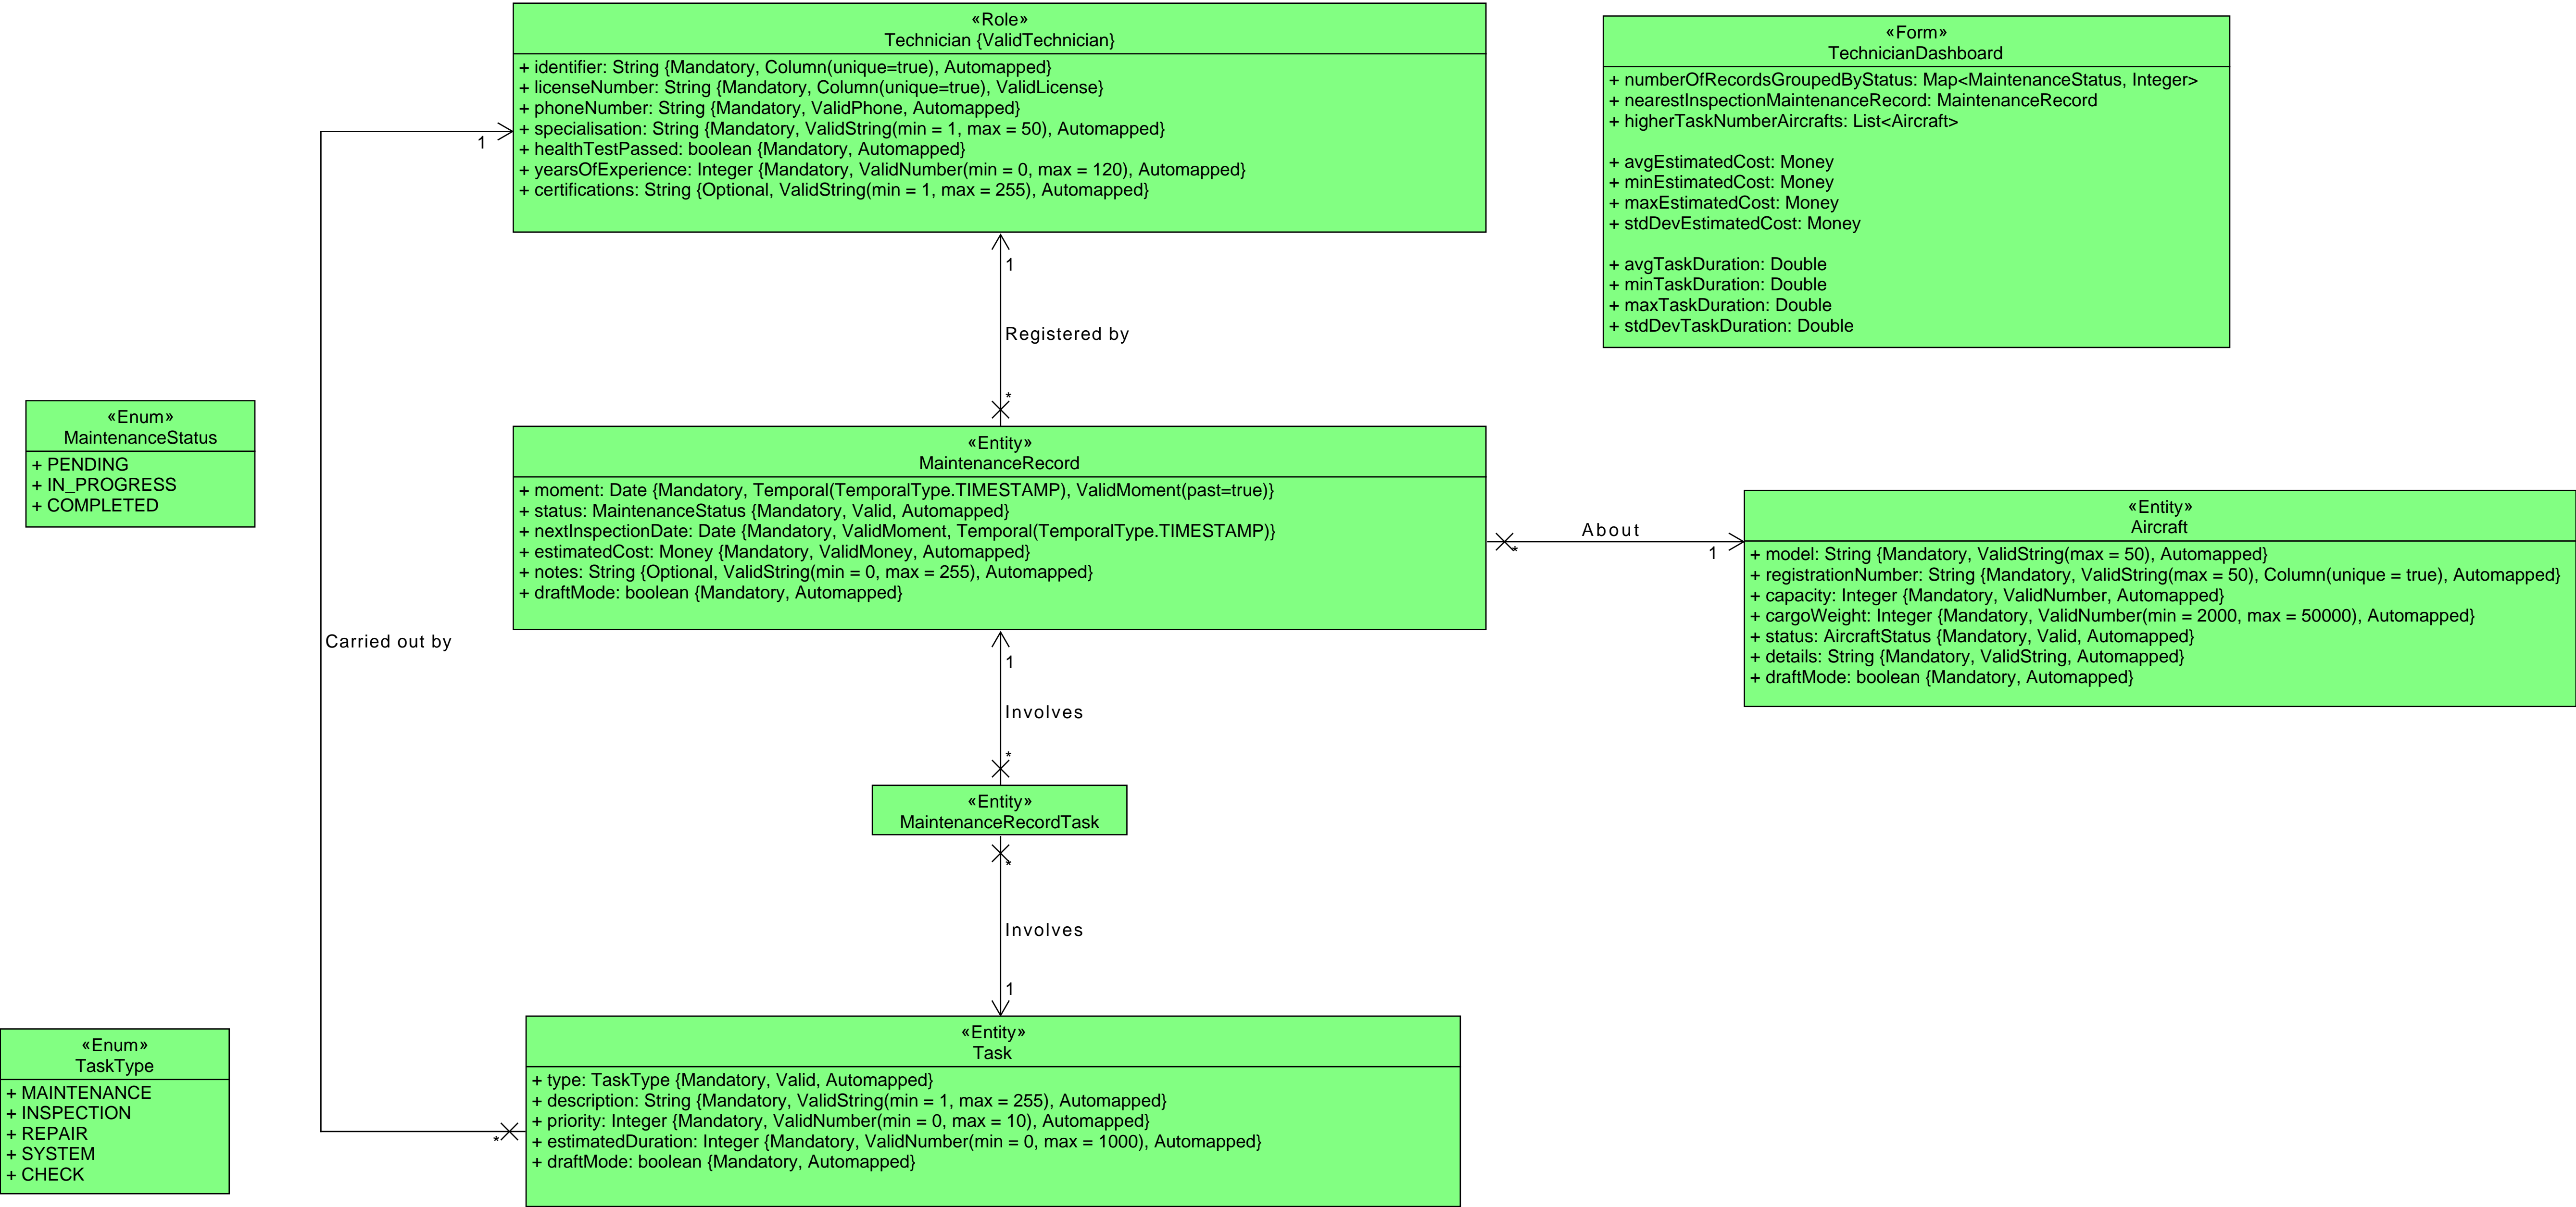 «Role»
Technician {ValidTechnician}
+ identifier: String {Mandatory, Column(unique=true), Automapped}
+ licenseNumber: String {Mandatory, Column(unique=true), ValidLicense}
+ phoneNumber: String {Mandatory, ValidPhone, Automapped}
+ specialisation: String {Mandatory, ValidString(min = 1, max = 50), Automapped}
+ healthTestPassed: boolean {Mandatory, Automapped}
+ yearsOfExperience: Integer {Mandatory, ValidNumber(min = 0, max = 120), Automapped}
+ certifications: String {Optional, ValidString(min = 1, max = 255), Automapped}
«Form»
TechnicianDashboard
+ numberOfRecordsGroupedByStatus: Map<MaintenanceStatus, Integer>
+ nearestInspectionMaintenanceRecord: MaintenanceRecord
+ higherTaskNumberAircrafts: List<Aircraft>
+ avgEstimatedCost: Money
+ minEstimatedCost: Money
+ maxEstimatedCost: Money
+ stdDevEstimatedCost: Money
+ avgTaskDuration: Double
+ minTaskDuration: Double
+ maxTaskDuration: Double
+ stdDevTaskDuration: Double
1
1
Registered by
*
«Enum»
MaintenanceStatus
+ PENDING
+ IN_PROGRESS
+ COMPLETED
«Entity»
MaintenanceRecord
+ moment: Date {Mandatory, Temporal(TemporalType.TIMESTAMP), ValidMoment(past=true)}
+ status: MaintenanceStatus {Mandatory, Valid, Automapped}
+ nextInspectionDate: Date {Mandatory, ValidMoment, Temporal(TemporalType.TIMESTAMP)}
+ estimatedCost: Money {Mandatory, ValidMoney, Automapped}
+ notes: String {Optional, ValidString(min = 0, max = 255), Automapped}
+ draftMode: boolean {Mandatory, Automapped}
About
*
1
«Entity»
Aircraft
+ model: String {Mandatory, ValidString(max = 50), Automapped}
+ registrationNumber: String {Mandatory, ValidString(max = 50), Column(unique = true), Automapped}
+ capacity: Integer {Mandatory, ValidNumber, Automapped}
+ cargoWeight: Integer {Mandatory, ValidNumber(min = 2000, max = 50000), Automapped}
+ status: AircraftStatus {Mandatory, Valid, Automapped}
+ details: String {Mandatory, ValidString, Automapped}
+ draftMode: boolean {Mandatory, Automapped}
Carried out by
1
Involves
*
«Entity»
MaintenanceRecordTask
*
Involves
1
«Enum»
TaskType
+ MAINTENANCE
+ INSPECTION
+ REPAIR
+ SYSTEM
+ CHECK
*
«Entity»
Task
+ type: TaskType {Mandatory, Valid, Automapped}
+ description: String {Mandatory, ValidString(min = 1, max = 255), Automapped}
+ priority: Integer {Mandatory, ValidNumber(min = 0, max = 10), Automapped}
+ estimatedDuration: Integer {Mandatory, ValidNumber(min = 0, max = 1000), Automapped}
+ draftMode: boolean {Mandatory, Automapped}